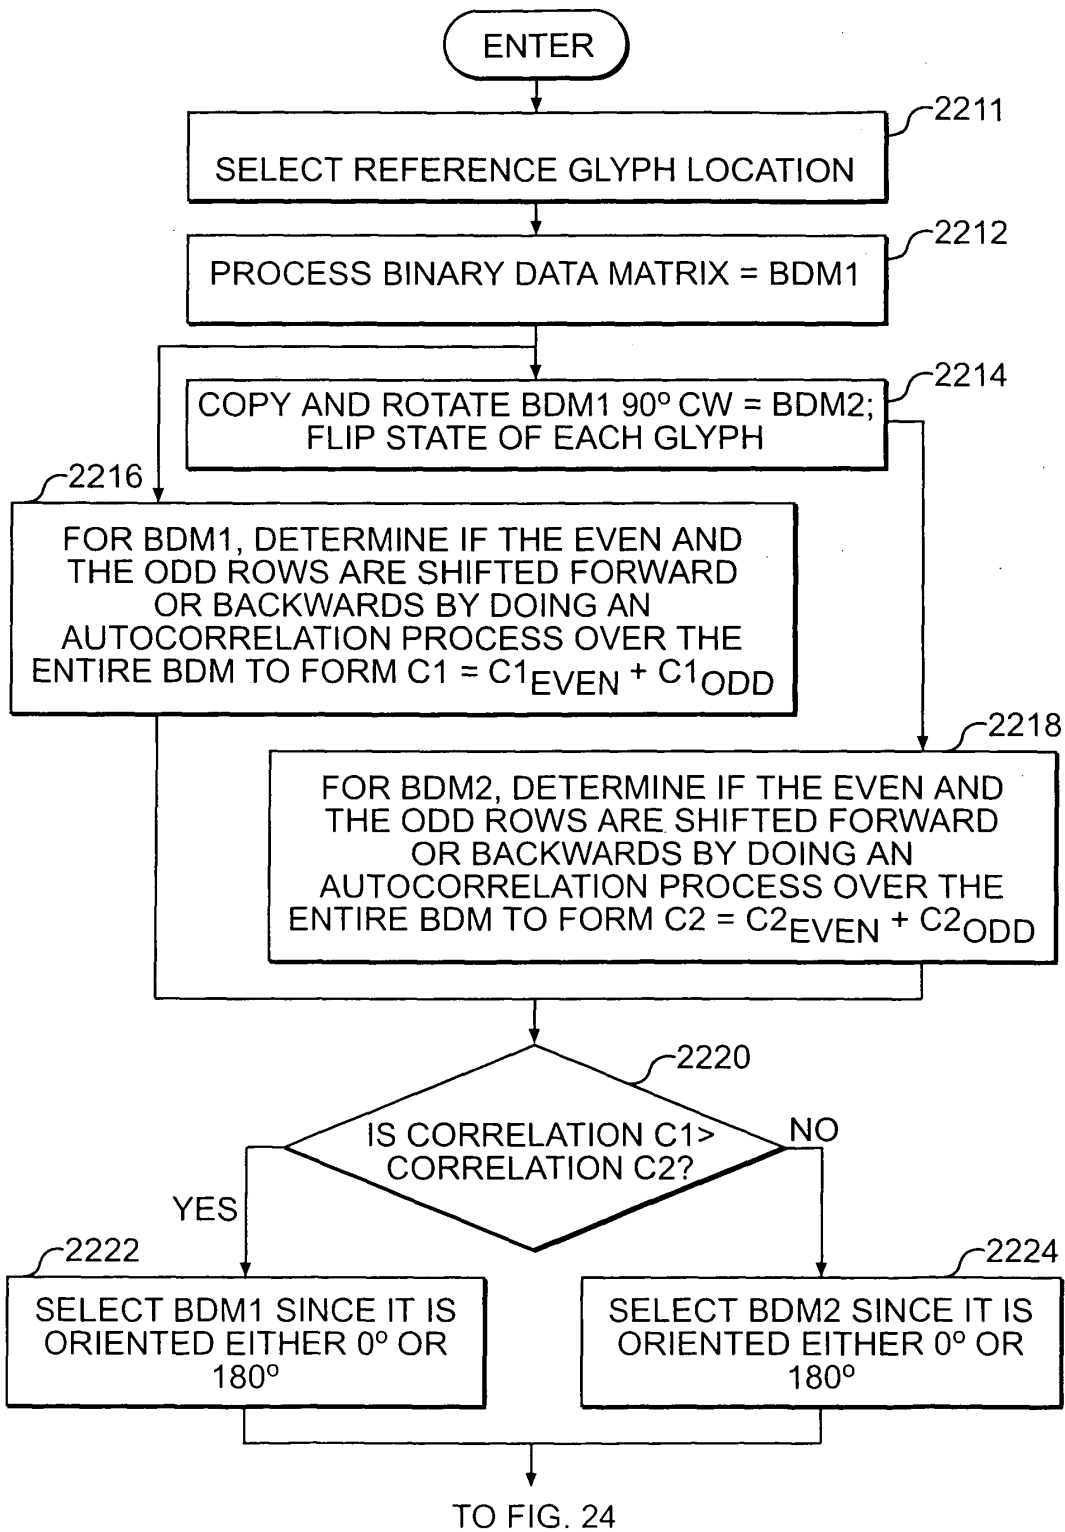 ENTER
2211
SELECT REFERENCE GLYPH LOCATION
2212
PROCESS BINARY DATA MATRIX = BDM1
2214
COPY AND ROTATE BDM1 90º CW = BDM2;
FLIP STATE OF EACH GLYPH
2216
FOR BDM1, DETERMINE IF THE EVEN AND
THE ODD ROWS ARE SHIFTED FORWARD
OR BACKWARDS BY DOING AN
AUTOCORRELATION PROCESS OVER THE
ENTIRE BDM TO FORM C1 = C1EVEN + C1ODD
2218
FOR BDM2, DETERMINE IF THE EVEN AND
THE ODD ROWS ARE SHIFTED FORWARD
OR BACKWARDS BY DOING AN
AUTOCORRELATION PROCESS OVER THE
ENTIRE BDM TO FORM C2 = C2EVEN + C2ODD
2220
IS CORRELATION C1>
CORRELATION C2?
NO
YES
2222
SELECT BDM1 SINCE IT IS
ORIENTED EITHER 0º OR
180º
2224
SELECT BDM2 SINCE IT IS
ORIENTED EITHER 0º OR
180º
TO FIG. 24